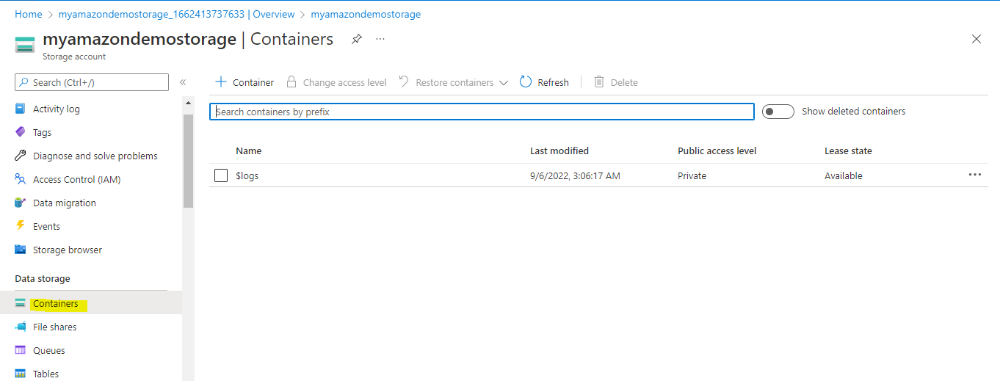 Home > myamazondemostorage_1662413737633 | Overview > myamazondemostorage
myamazondemostorage | Containers
Storage account
Search (Ctrl+/)
Activity log
Tags
Diagnose and solve problems
Access Control (IAM)
Data migration
Events
Storage browser
Data storage
Containers
File shares
Queues
Tables
+ Container Change access level Restore containers Refresh Delete
Search containers by prefix Show deleted containers
Name Last modified Public access level Lease state
$logs 9/6/2022, 3:06:17 AM Private Available